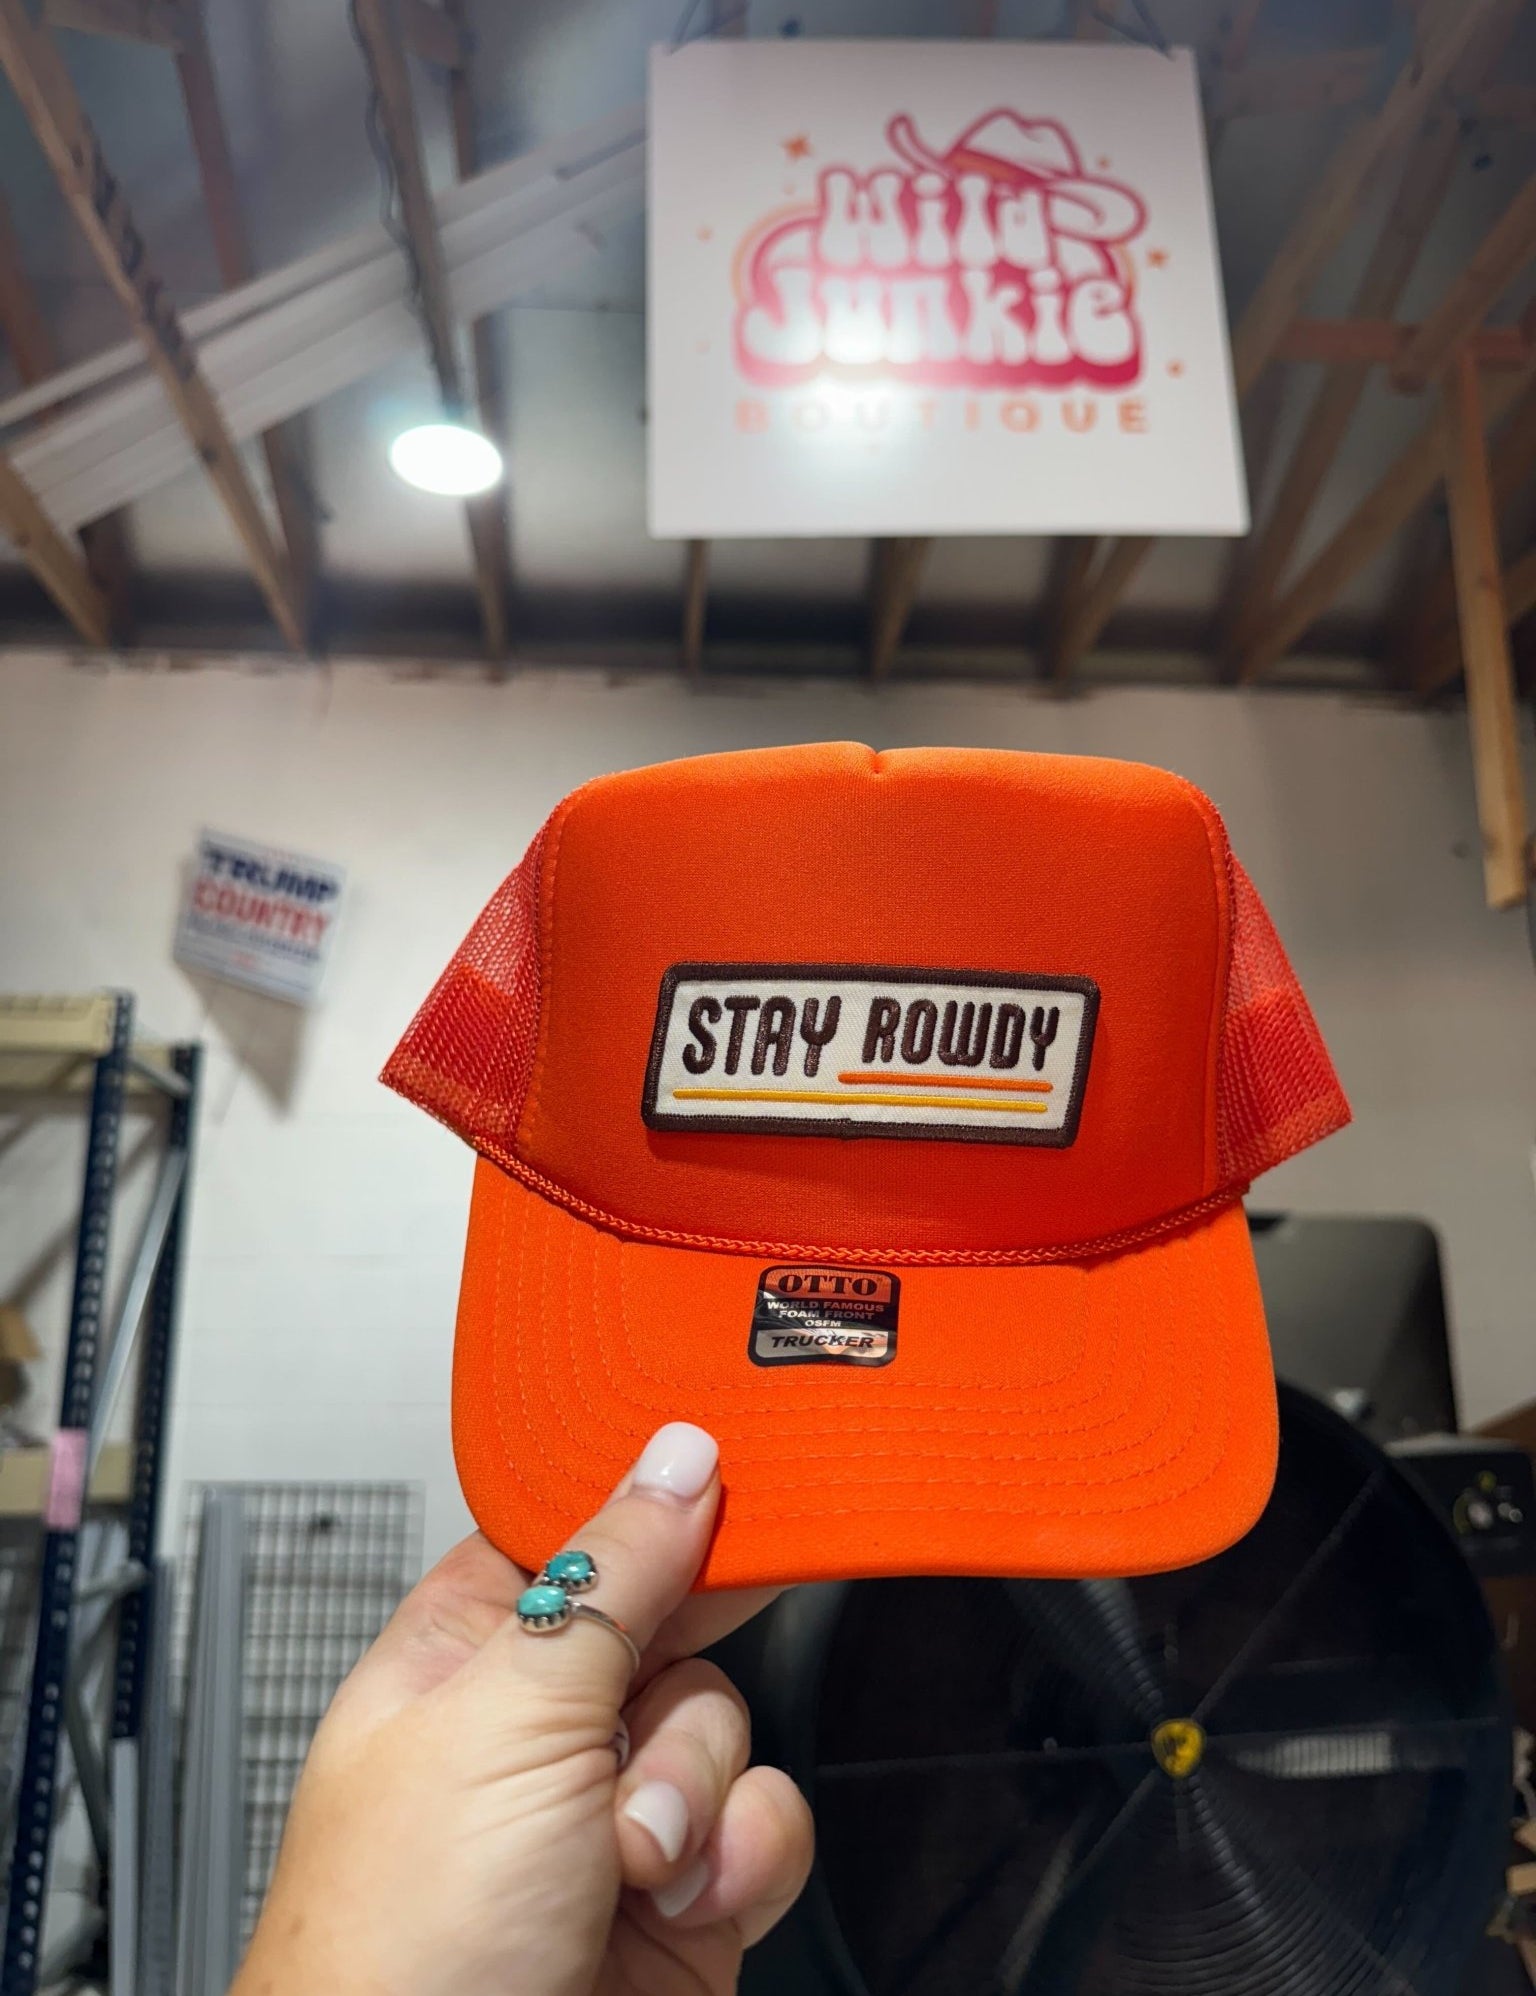 Wild
Junkie
BOUTIQUE
TRUMP
COUNTRY
STAY ROWDY
OTTO
WORLD FAMOUS
FOAM FRONT
OSFM
TRUCKER